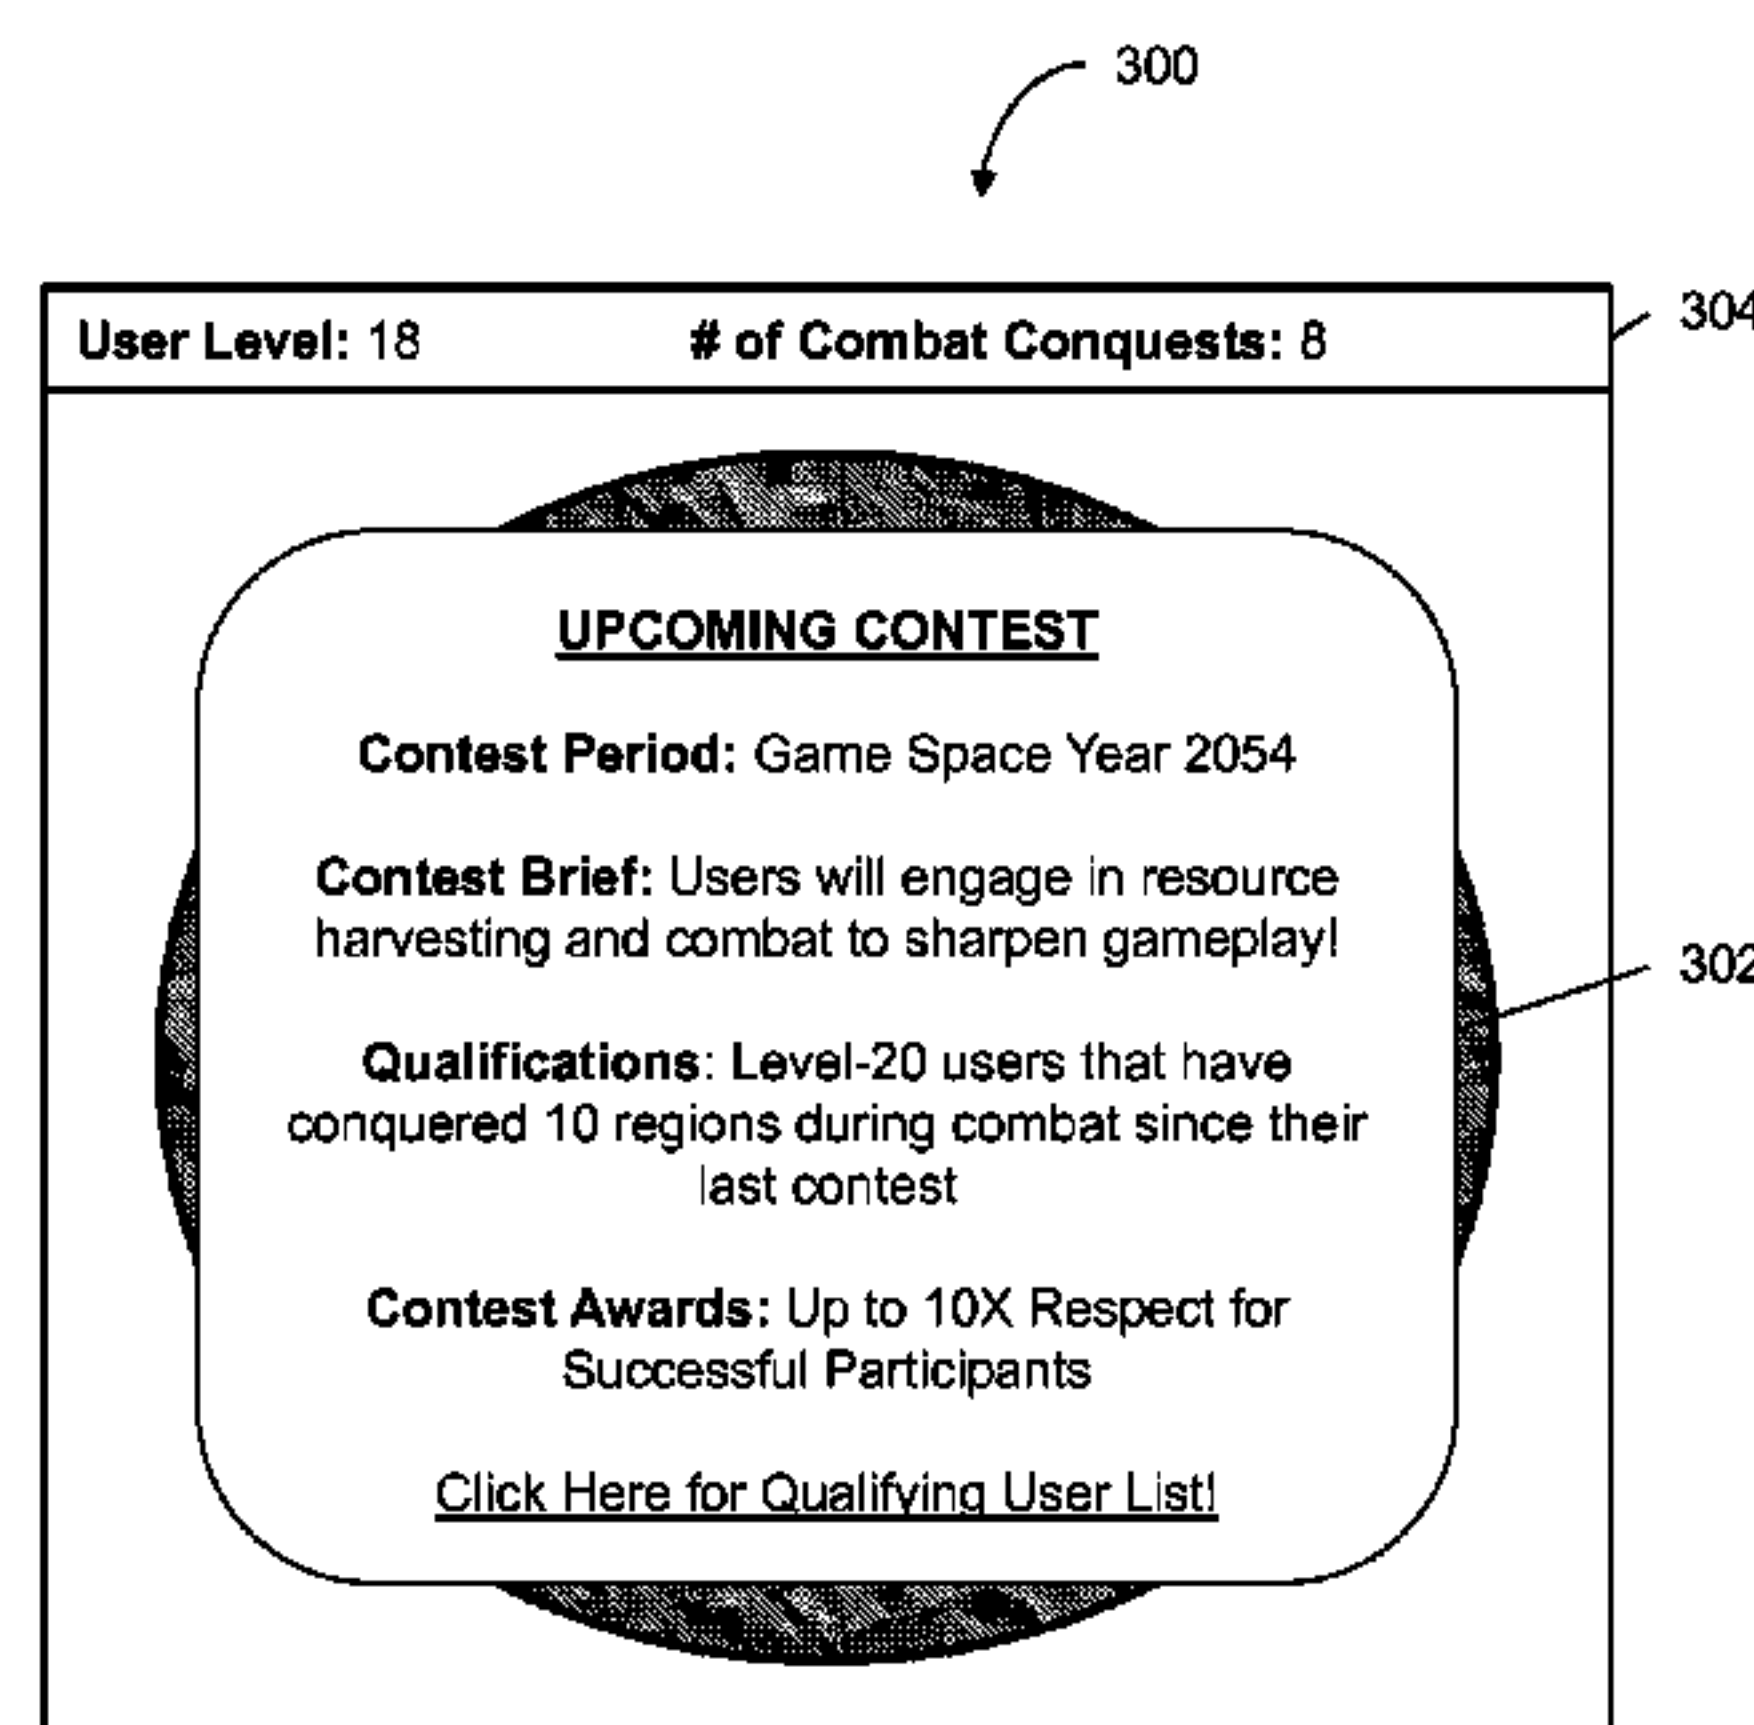 300
User Level: 18 # of Combat Conquests: 8
304
UPCOMING CONTEST
Contest Period: Game Space Year 2054
Contest Brief: Users will engage in resource
harvesting and combat to sharpen gameplay!
302
Qualifications: Level-20 users that have
conquered 10 regions during combat since their
last contest
Contest Awards: Up to 10X Respect for
Successful Participants
Click Here for Qualifying User List!